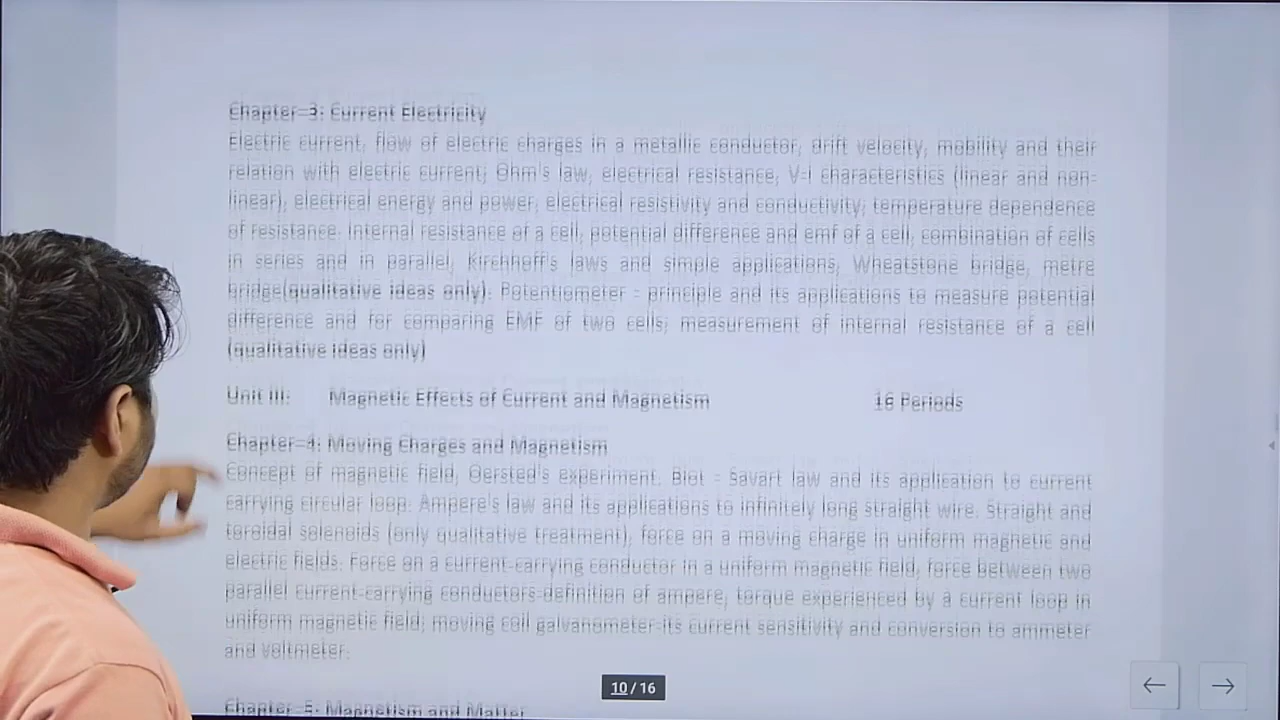 Chapter–3: Current Electricity
Electric current, flow of electric charges in a metallic conductor, drift velocity, mobility and their
relation with electric current; Ohm's law, electrical resistance, V-I characteristics (linear and non-
linear), electrical energy and power, electrical resistivity and conductivity; temperature dependence
of resistance. Internal resistance of a cell, potential difference and emf of a cell, combination of cells
in series and in parallel, Kirchhoff's laws and simple applications, Wheatstone bridge, metre
bridge(qualitative ideas only). Potentiometer - principle and its applications to measure potential
difference and for comparing EMF of two cells; measurement of internal resistance of a cell
(qualitative ideas only)
Unit III: Magnetic Effects of Current and Magnetism 16 Periods
Chapter–4: Moving Charges and Magnetism
Concept of magnetic field, Oersted's experiment. Biot - Savart law and its application to current
carrying circular loop. Ampere's law and its applications to infinitely long straight wire. Straight and
toroidal solenoids (only qualitative treatment), force on a moving charge in uniform magnetic and
electric fields. Force on a current-carrying conductor in a uniform magnetic field, force between two
parallel current-carrying conductors-definition of ampere, torque experienced by a current loop in
uniform magnetic field; moving coil galvanometer-its current sensitivity and conversion to ammeter
and voltmeter.
10 / 16
Chapter–5: Magnetism and Matter